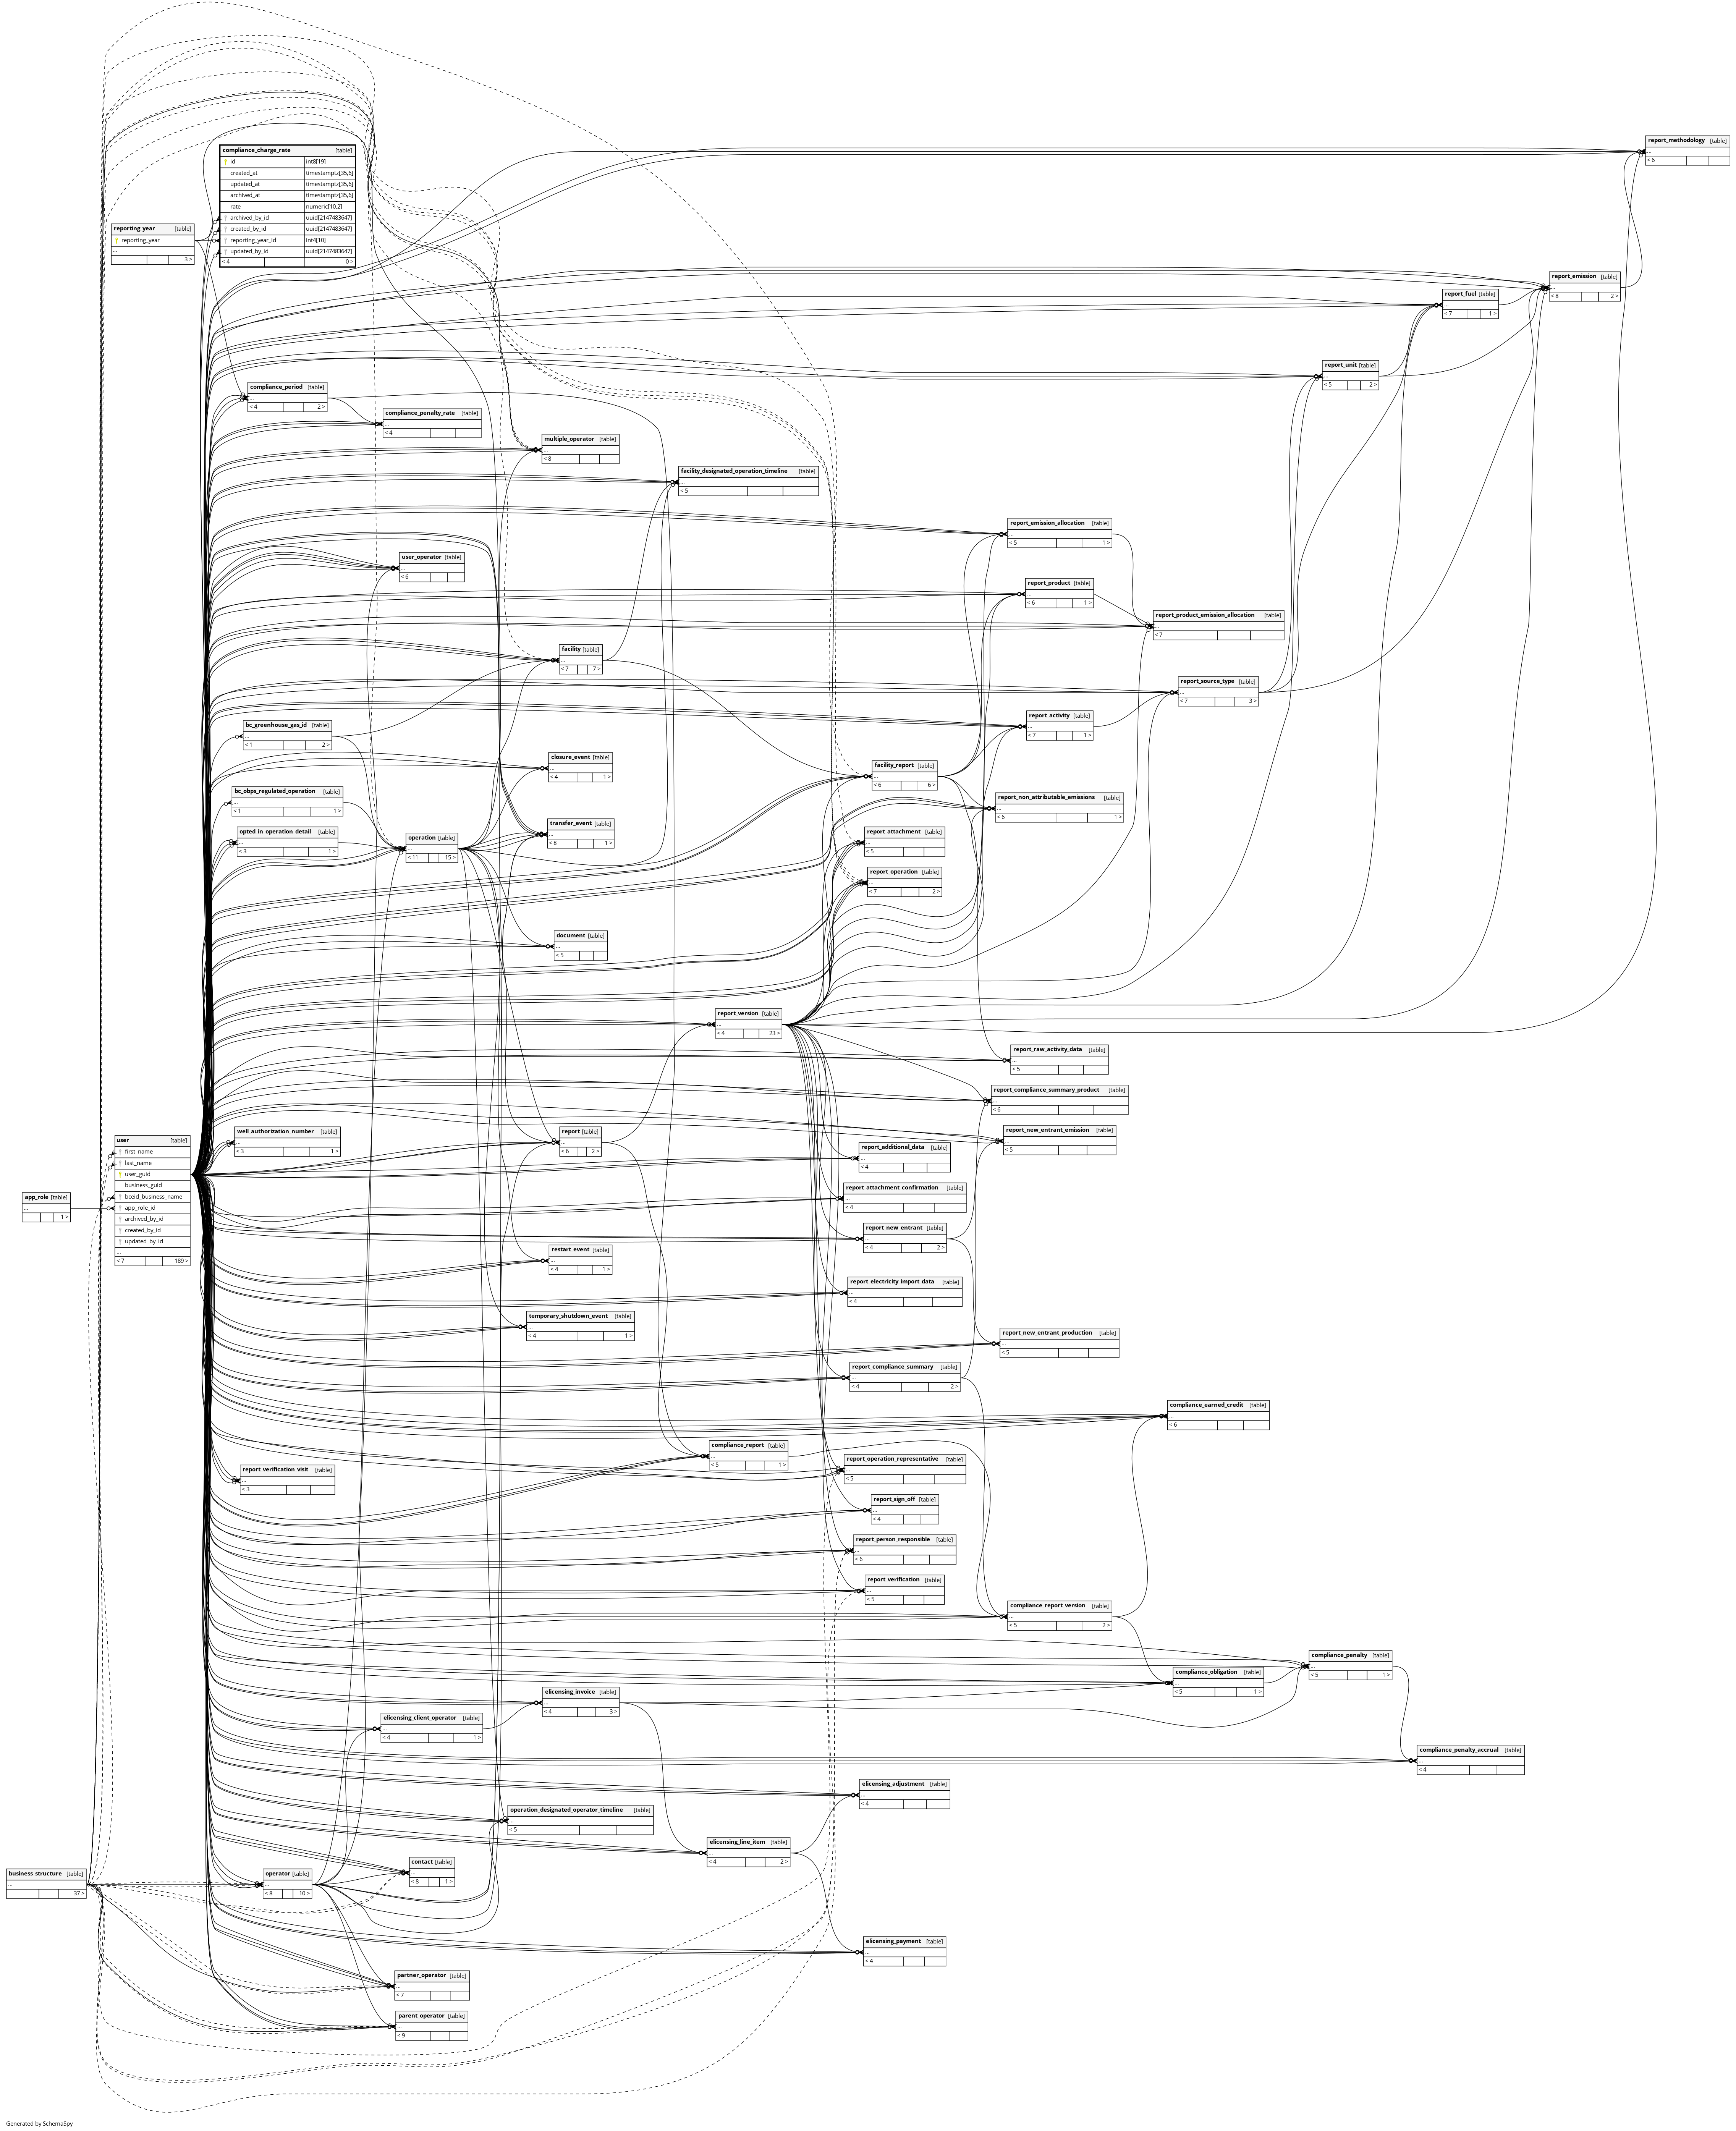 report_methodology [table]
...
< 6
compliance_charge_rate [table]
id int8[19]
created_at timestamptz[35,6]
updated_at timestamptz[35,6]
archived_at timestamptz[35,6]
rate numeric[10,2]
archived_by_id uuid[2147483647]
created_by_id uuid[2147483647]
reporting_year_id int4[10]
updated_by_id uuid[2147483647]
< 4 0 >
reporting_year [table]
reporting_year
...
3 >
report_emission [table]
...
< 8 2 >
report_fuel [table]
...
< 7 1 >
report_unit [table]
...
< 5 2 >
compliance_period [table]
...
< 4 2 >
compliance_penalty_rate [table]
...
< 4
multiple_operator [table]
...
< 8
facility_designated_operation_timeline [table]
...
< 5
report_emission_allocation [table]
...
< 5 1 >
user_operator [table]
...
< 6
report_product [table]
...
< 6 1 >
report_product_emission_allocation [table]
...
< 7
facility [table]
...
< 7 7 >
report_source_type [table]
...
< 7 3 >
report_activity [table]
...
< 7 1 >
bc_greenhouse_gas_id [table]
...
< 1 2 >
closure_event [table]
...
< 4 1 >
facility_report [table]
...
< 6 6 >
bc_obps_regulated_operation [table]
...
< 1 1 >
report_non_attributable_emissions [table]
...
< 6 1 >
transfer_event [table]
...
< 8 1 >
opted_in_operation_detail [table]
...
< 3 1 >
operation [table]
...
< 11 15 >
report_attachment [table]
...
< 5
report_operation [table]
...
< 7 2 >
document [table]
...
< 5
report_version [table]
...
< 4 23 >
report_raw_activity_data [table]
...
< 5
report_compliance_summary_product [table]
...
< 6
user [table]
first_name
last_name
user_guid
business_guid
bceid_business_name
app_role_id
archived_by_id
created_by_id
updated_by_id
...
< 7 189 >
well_authorization_number [table]
...
< 3 1 >
report [table]
...
< 6 2 >
report_new_entrant_emission [table]
...
< 5
report_additional_data [table]
...
< 4
app_role [table]
...
1 >
report_attachment_confirmation [table]
...
< 4
report_new_entrant [table]
...
< 4 2 >
restart_event [table]
...
< 4 1 >
report_electricity_import_data [table]
...
< 4
temporary_shutdown_event [table]
...
< 4 1 >
report_new_entrant_production [table]
...
< 5
report_compliance_summary [table]
...
< 4 2 >
compliance_earned_credit [table]
...
< 6
compliance_report [table]
...
< 5 1 >
report_operation_representative [table]
...
< 5
report_verification_visit [table]
...
< 3
report_sign_off [table]
...
< 4
report_person_responsible [table]
...
< 6
report_verification [table]
...
< 5
compliance_report_version [table]
...
< 5 2 >
compliance_penalty [table]
...
< 5 1 >
compliance_obligation [table]
...
< 5 1 >
elicensing_invoice [table]
...
< 4 3 >
elicensing_client_operator [table]
...
< 4 1 >
compliance_penalty_accrual [table]
...
< 4
elicensing_adjustment [table]
...
< 4
operation_designated_operator_timeline [table]
...
< 5
elicensing_line_item [table]
...
< 4 2 >
contact [table]
...
< 8 1 >
business_structure [table]
...
37 >
operator [table]
...
< 8 10 >
elicensing_payment [table]
...
< 4
partner_operator [table]
...
< 7
parent_operator [table]
...
< 9
Generated by SchemaSpy